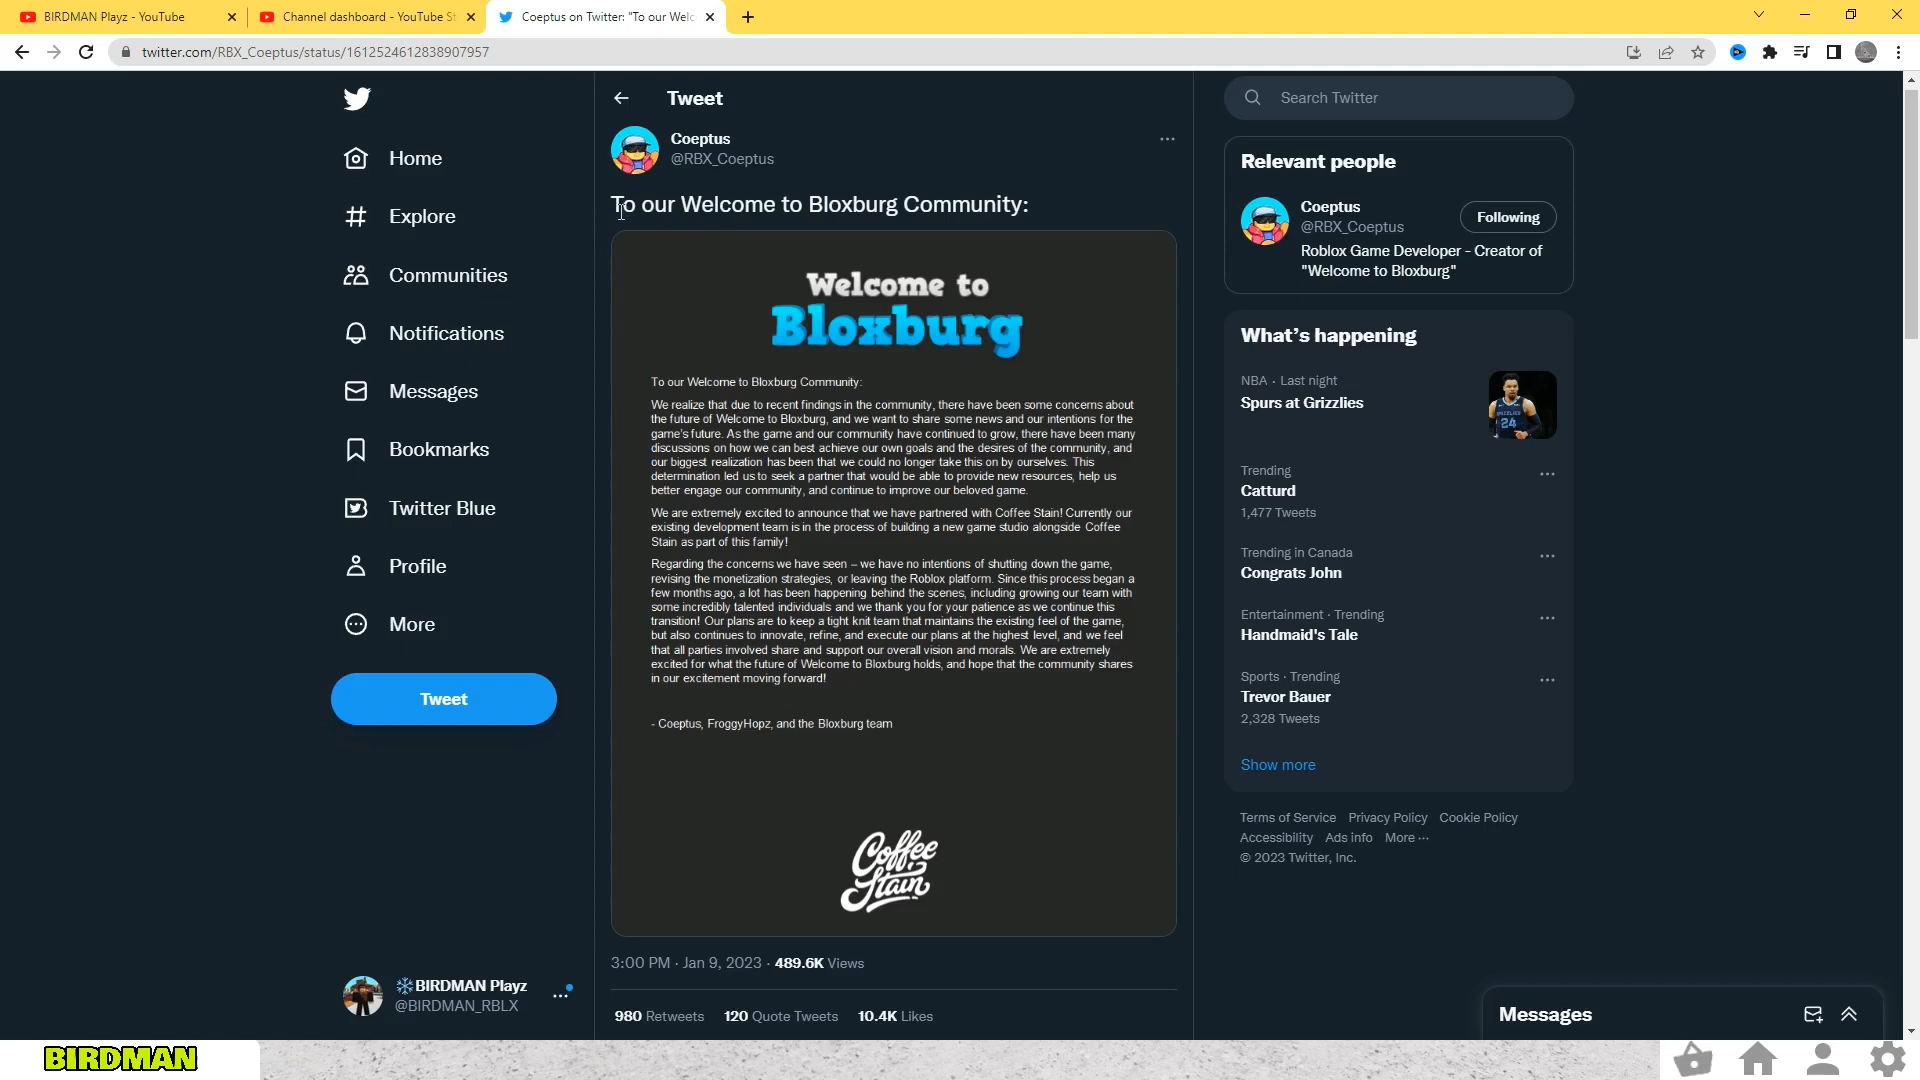 BIRDMAN Playz - YouTube
Channel dashboard - YouTube St
Coeptus on Twitter: "To our Welc
twitter.com/RBX_Coeptus/status/1612524612838907957
Home
Explore
Communities
Notifications
Messages
Bookmarks
Twitter Blue
Profile
More
Tweet
BIRDMAN Playz
@BIRDMAN_RBLX
Tweet
Coeptus
@RBX_Coeptus
To our Welcome to Bloxburg Community:
Welcome to
Bloxburg
To our Welcome to Bloxburg Community:
We realize that due to recent findings in the community, there have been some concerns about
the future of Welcome to Bloxburg, and we want to share some news and our intentions for the
game's future. As the game and our community have continued to grow, there have been many
discussions on how we can best achieve our own goals and the desires of the community, and
our biggest realization has been that we could no longer take this on by ourselves. This
determination led us to seek a partner that would be able to provide new resources, help us
better engage our community, and continue to improve our beloved game.
We are extremely excited to announce that we have partnered with Coffee Stain! Currently our
existing development team is in the process of building a new game studio alongside Coffee
Stain as part of this family!
Regarding the concerns we have seen – we have no intentions of shutting down the game,
revising the monetization strategies, or leaving the Roblox platform. Since this process began a
few months ago, a lot has been happening behind the scenes, including growing our team with
some incredibly talented individuals and we thank you for your patience as we continue this
transition! Our plans are to keep a tight knit team that maintains the existing feel of the game,
but also continues to innovate, refine, and execute our plans at the highest level, and we feel
that all parties involved share and support our overall vision and morals. We are extremely
excited for what the future of Welcome to Bloxburg holds, and hope that the community shares
in our excitement moving forward!
- Coeptus, FroggyHopz, and the Bloxburg team
Coffee
Stain
3:00 PM · Jan 9, 2023 · 489.6K Views
980 Retweets 120 Quote Tweets 10.4K Likes
Search Twitter
Relevant people
Coeptus
@RBX_Coeptus
Following
Roblox Game Developer - Creator of
"Welcome to Bloxburg"
What's happening
NBA · Last night
Spurs at Grizzlies
Trending
Catturd
1,477 Tweets
Trending in Canada
Congrats John
Entertainment · Trending
Handmaid's Tale
Sports · Trending
Trevor Bauer
2,328 Tweets
Show more
Terms of Service Privacy Policy Cookie Policy
Accessibility Ads info More ···
© 2023 Twitter, Inc.
Messages
BIRDMAN